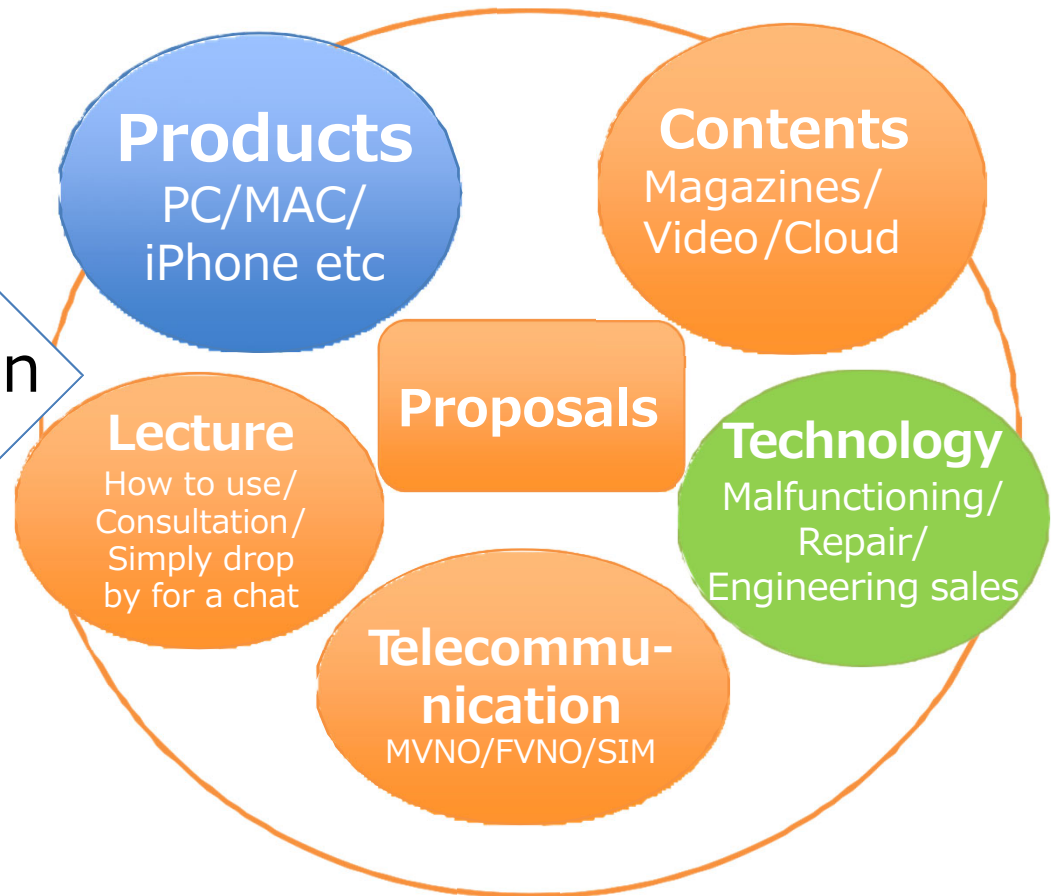 Products
PC/MAC/
iPhone etc
Contents
Magazines/
Video/Cloud
n
Proposals
Lecture
How to use/
Consultation/
Simply drop
by for a chat
Technology
Malfunctioning/
Repair/
Engineering sales
Telecommu-
nication
MVNO/FVNO/SIM